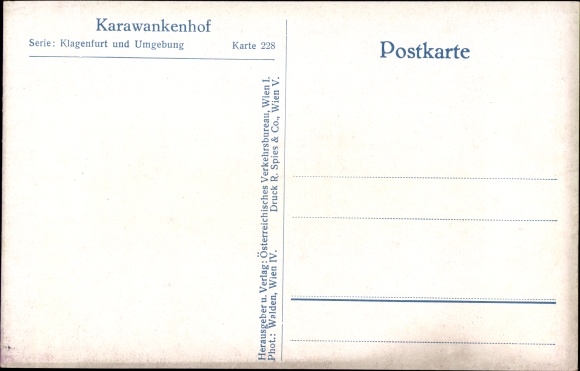 Karawankenhof
Serie: Klagenfurt und Umgebung Karte 228
Postkarte
Herausgeber u. Verlag: Österreichisches Verkehrsbureau, Wien I.
Phot.: Walden, Wien IV. Druck R. Spies & Co., Wien V.